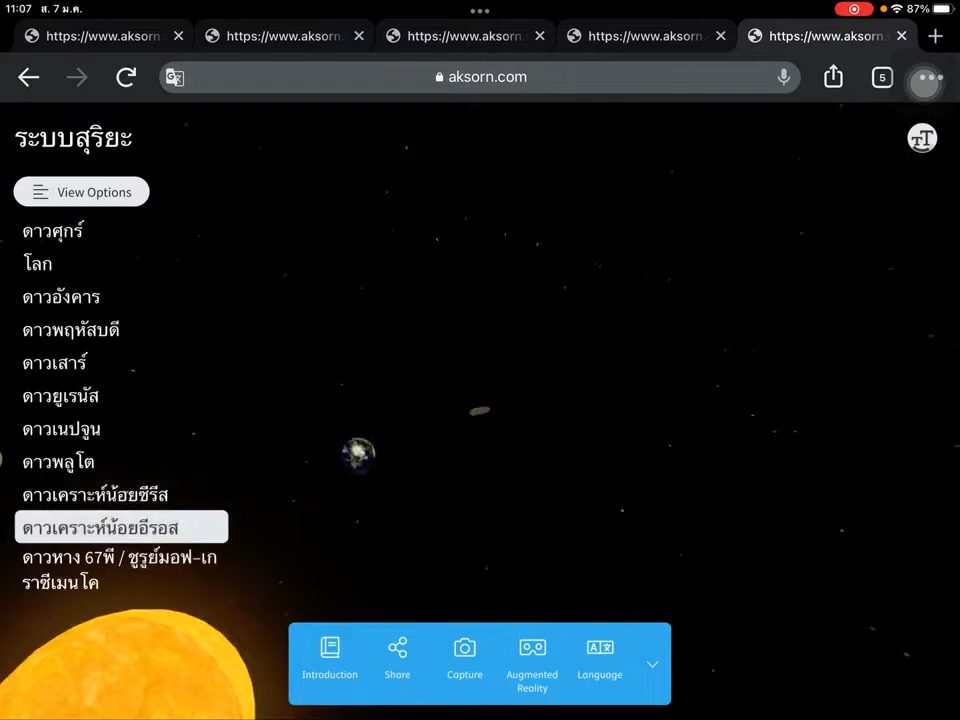 11:07 ส. 7 ม.ค. 87%
https://www.aksorn. https://www.aksorn. https://www.aksorn. https://www.aksorn. https://www.aksorn.
aksorn.com 5
ระบบสุริยะ
TT
View Options
ดาวศุกร์
โลก
ดาวอังคาร
ดาวพฤหัสบดี
ดาวเสาร์
ดาวยูเรนัส
ดาวเนปจูน
ดาวพลูโต
ดาวเคราะห์น้อยซีรีส
ดาวเคราะห์น้อยอีรอส
ดาวหาง 67พี / ชูรูย์มอฟ-เก
ราซีเมนโค
Introduction Share Capture Augmented Reality Language